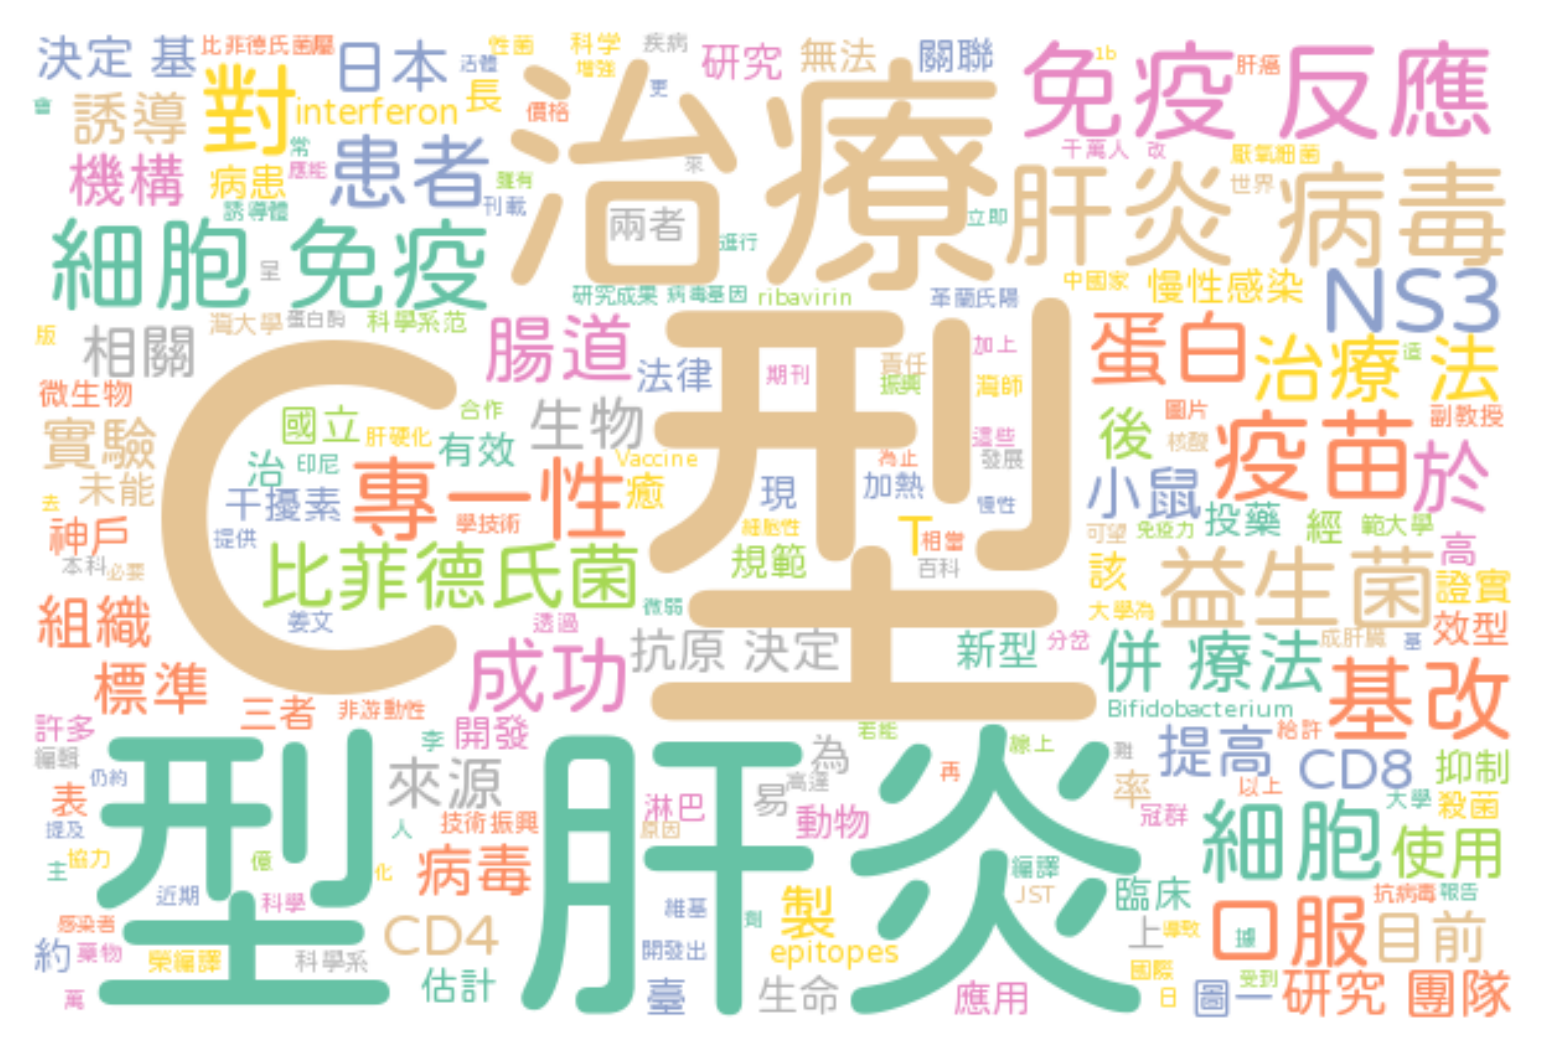 決定 基
比菲德氏菌屬
日本
活體
性菌
科学
增強
疾病
研究
無法
關聯
免疫 反應
1b
肝癌
誘導
對
interferon
長
價格
更
治療
千萬人
改
厭氧細菌
機構
病患
常
應能
患者
擁有
刊載
誘導體
兩者
來
進行
立即
肝炎 病毒
世界
細胞 免疫
呈
研究成果
病毒基因
ribavirin
革蘭氏陽
中國家
慢性感染
NS3
版
相關
灣大學
蛋白酶
科學系范
腸道
法律
期刊
責任
振興
加上
灣師
蛋白
治療 法
造
微生物
實驗
未能
國立
肝硬化
合作
有效
生物
C型
這些
發展
後
圖片
核酸
副教授
疫苗
於
去
神戶
本科
必要
治
印尼
干擾素
提供
專一性
學技術
癒
Vaccine
現
為止
加熱
慢性
細胞性
T
相當
百科
規範
小鼠
投藥
可望
免疫力
經
範大學
高
該
大學為
益生菌
證實
組織
比菲德氏菌
姜文
透過
微弱
抗原 決定
成功
新型
分岔
併 療法
成肝臟
基
效型
標準
三者
非游動性
Bifidobacterium
基改
給許
許多
編輯
仍約
李
開發
為
若能
線上
難
提高
CD8
抑制
表
提及
型 肝炎
來源
人
技術振興
淋巴
原因
易
高達
動物
再
率
以上
冠群
大學
殺菌
細胞
使用
主
協力
億
化
近期
科學
病毒
編譯
JST
臨床
抗病毒
報告
感染者
約
藥物
榮編譯
科學系
CD4
維基
劑
製
epitopes
上
導致
口服
據
目前
萬
估計
開發出
臺
生命
應用
國際
日
受到
圖一
研究 團隊